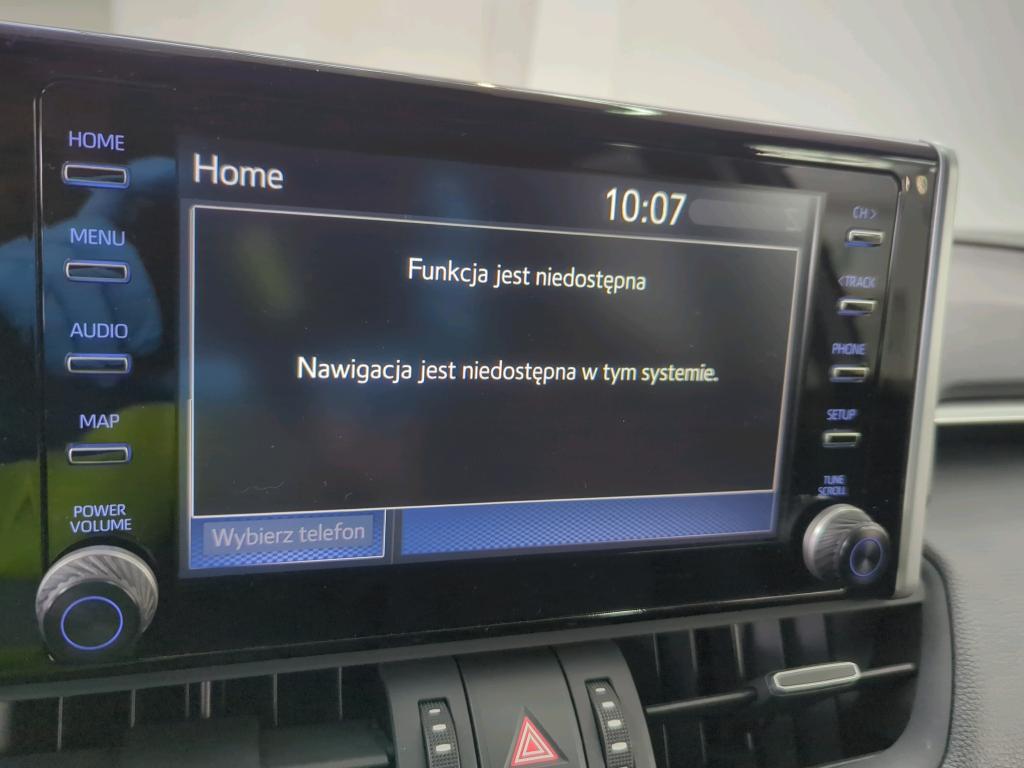 HOME
MENU
AUDIO
MAP
POWER
VOLUME
Home
10:07
Funkcja jest niedostępna
Nawigacja jest niedostępna w tym systemie.
Wybierz telefon
CH >
< TRACK
PHONE
SETUP
TUNE
SCROLL